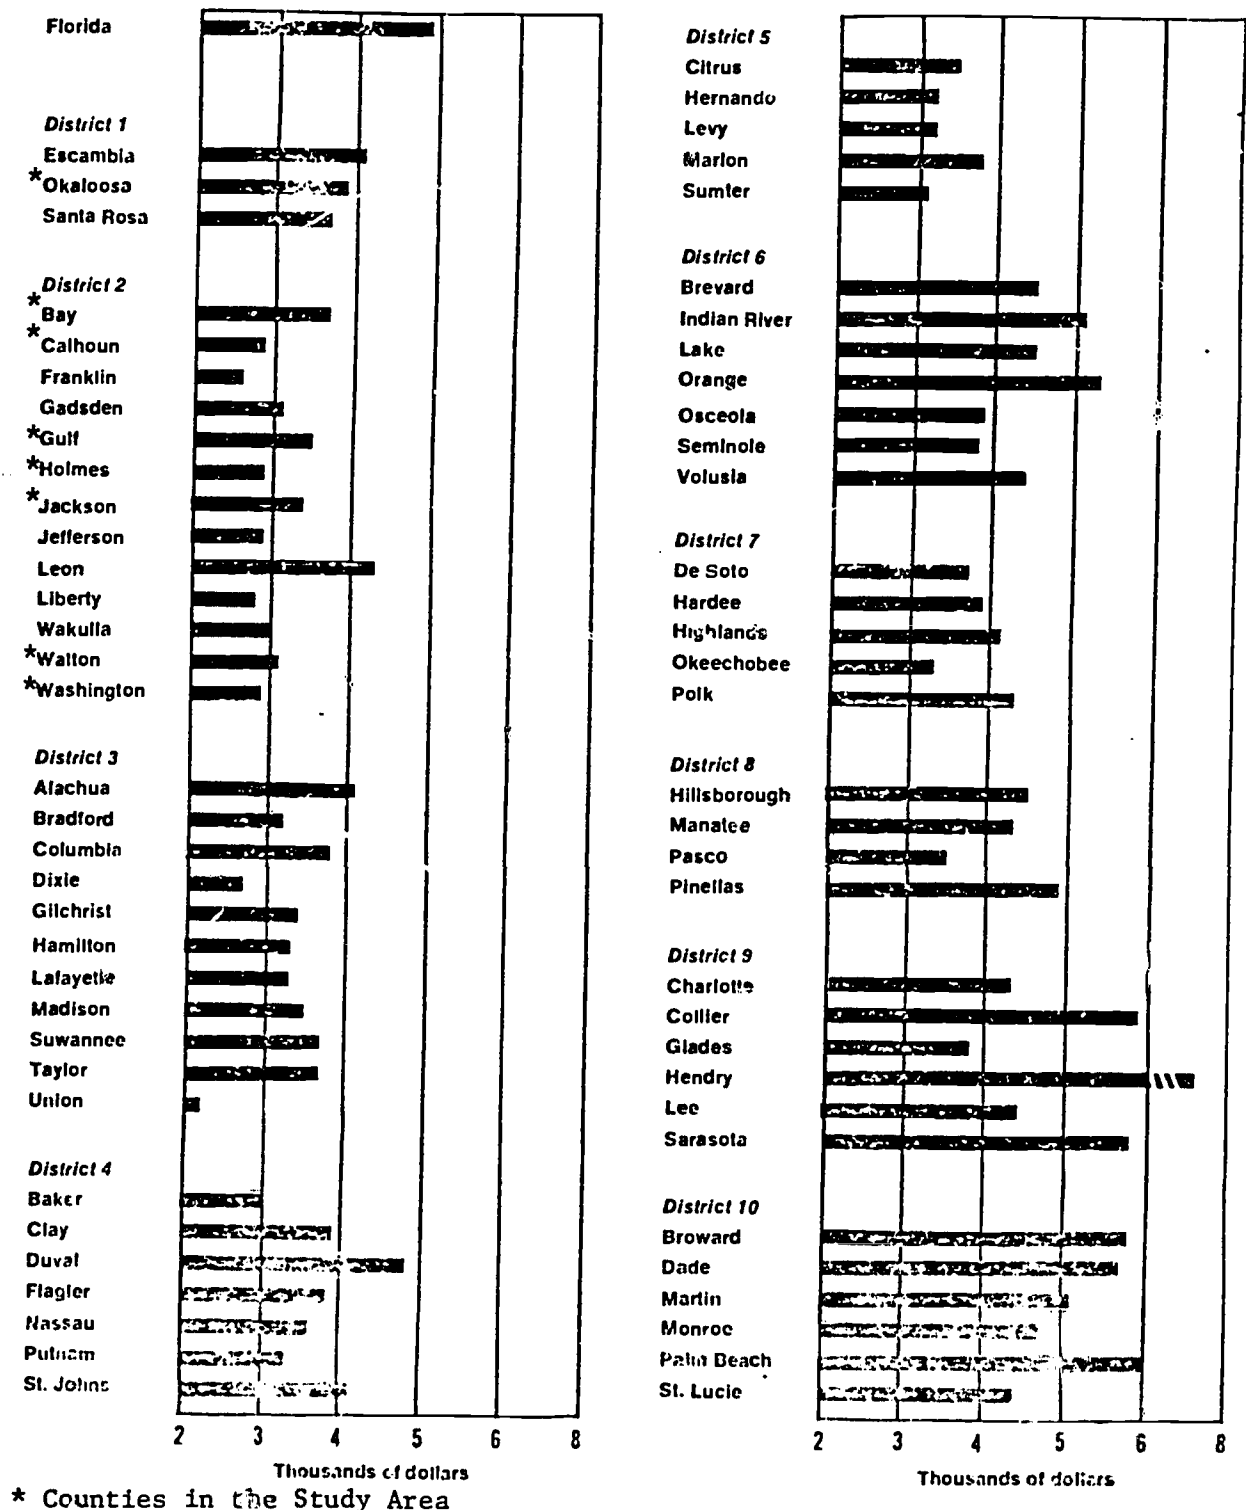 Florida
District 1
Escambia
*Okaloosa
Santa Rosa
District 2
*Bay
*Calhoun
Franklin
Gadsden
*Gulf
*Holmes
*Jackson
Jefferson
Leon
Liberty
Wakulla
*Walton
*Washington
District 3
Alachua
Bradford
Columbia
Dixie
Gilchrist
Hamilton
Lafayette
Madison
Suwannee
Taylor
Union
District 4
Baker
Clay
Duval
Flagler
Nassau
Putnam
St. Johns
2 3 4 5 6 8
Thousands of dollars
* Counties in the Study Area
District 5
Citrus
Hernando
Levy
Marion
Sumter
District 6
Brevard
Indian River
Lake
Orange
Osceola
Seminole
Volusia
District 7
De Soto
Hardee
Highlands
Okeechobee
Polk
District 8
Hillsborough
Manatee
Pasco
Pinellas
District 9
Charlotte
Collier
Glades
Hendry
Lee
Sarasota
District 10
Broward
Dade
Martin
Monroe
Palm Beach
St. Lucie
2 3 4 5 6 8
Thousands of dollars